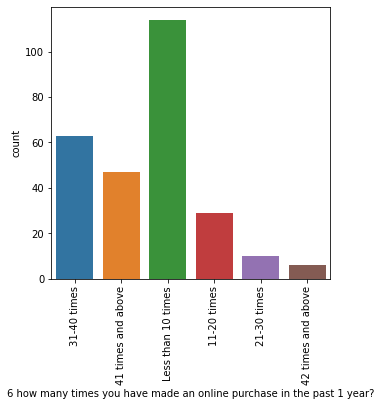 100
80
60
40
20
0
count
31-40 times
41 times and above
Less than 10 times
11-20 times
21-30 times
42 times and above
6 how many times you have made an online purchase in the past 1 year?